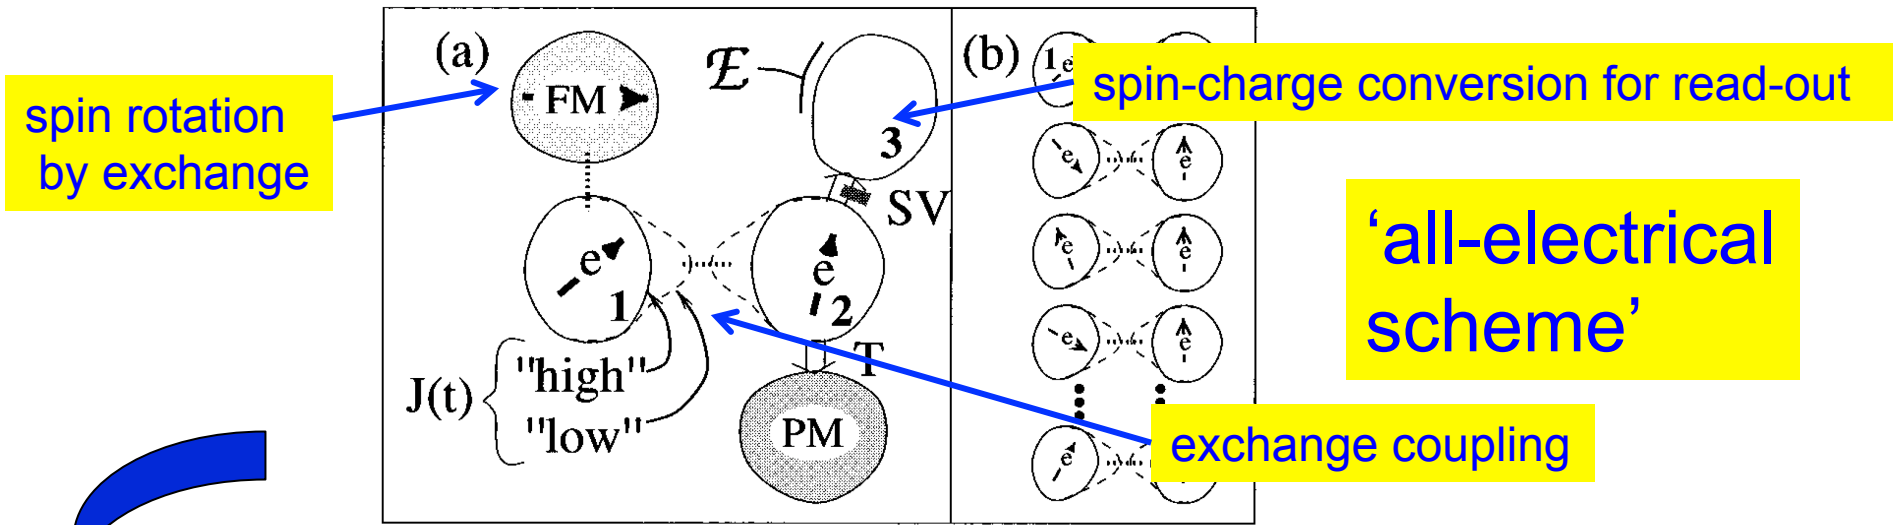 (a)
FM
ℰ
3
SV
e
1
e
2
T
J(t)
"high"
"low"
PM
(b)
1 e
e
e
e
e
e
e
e
spin rotation
by exchange
spin-charge conversion for read-out
‘all-electrical
scheme’
exchange coupling